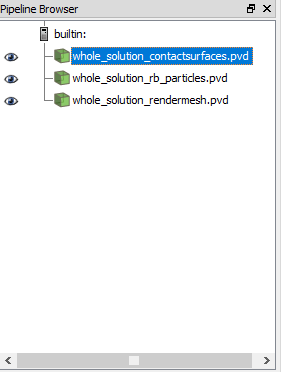 Pipeline Browser
builtin:
whole_solution_contactsurfaces.pvd
whole_solution_rb_particles.pvd
whole_solution_rendermesh.pvd